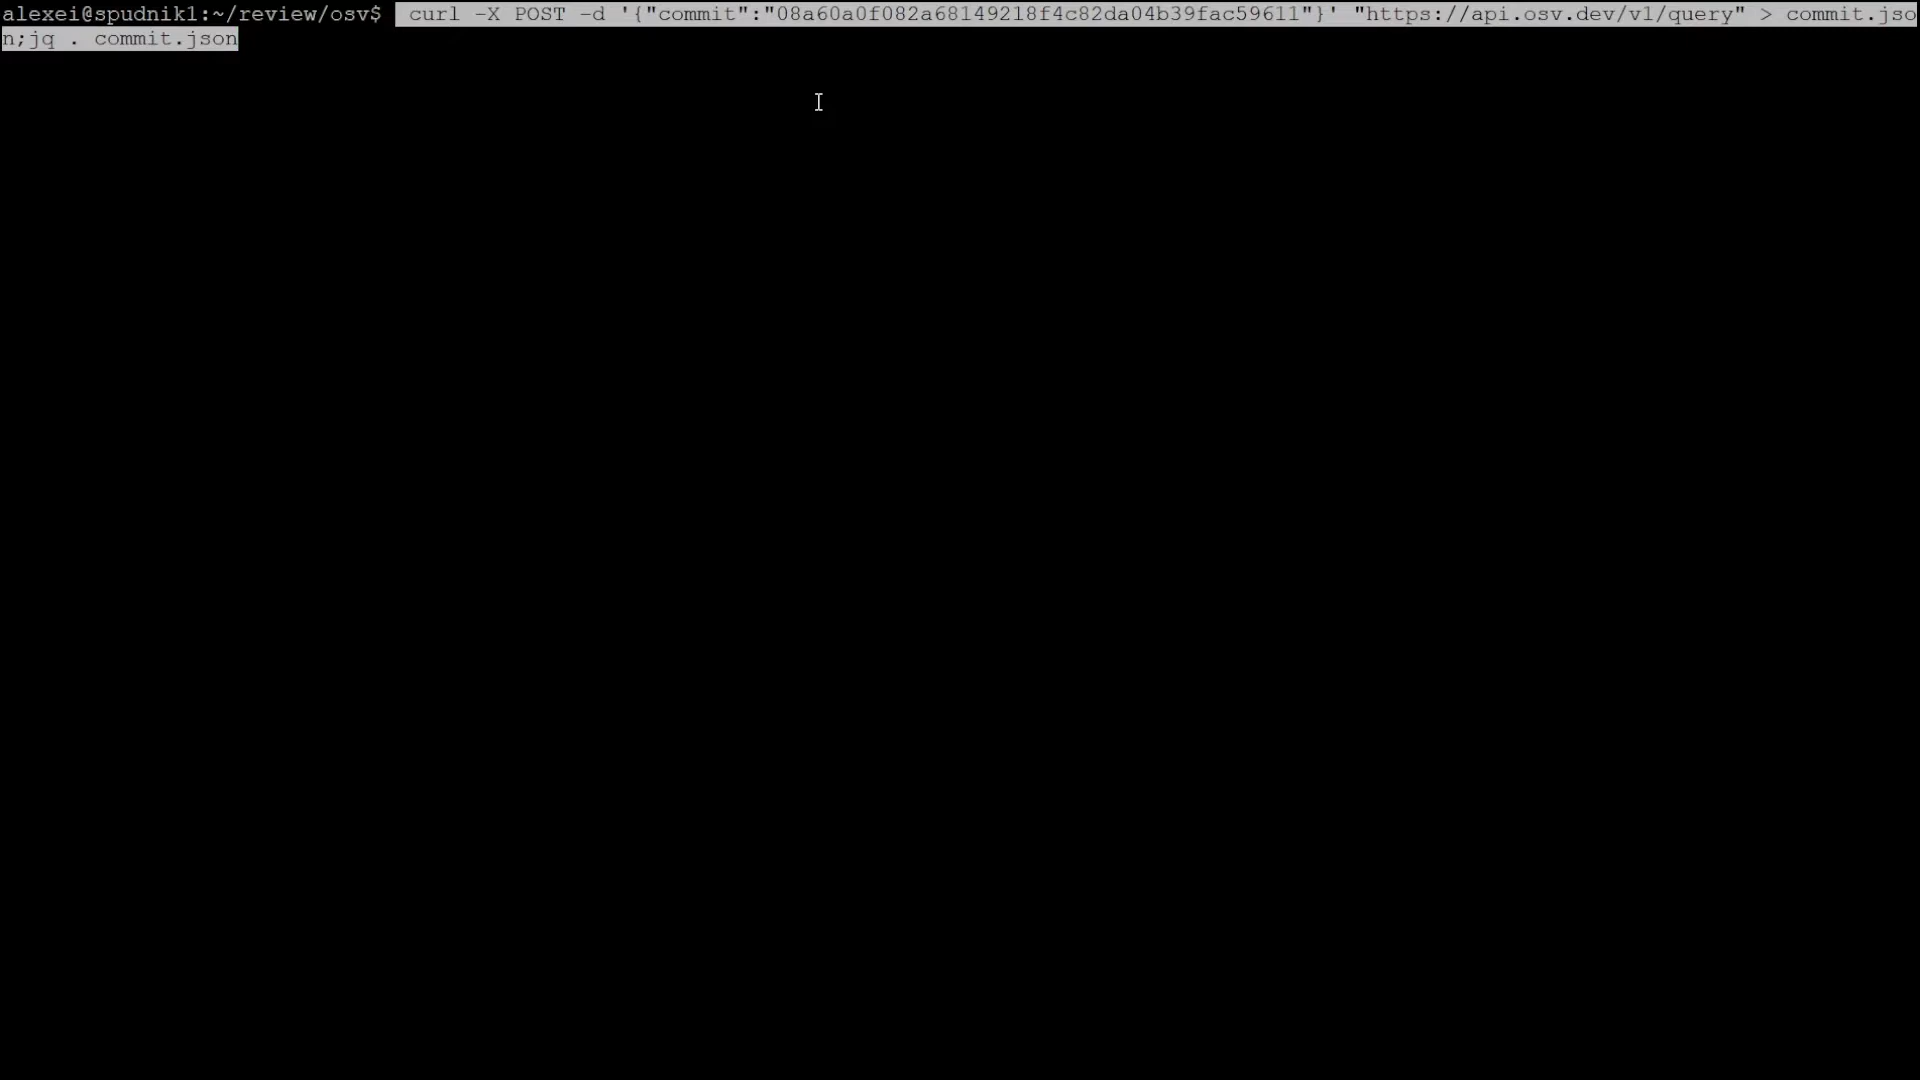 alexei@spudnik1:~/review/osv$  curl -X POST -d '{"commit":"08a60a0f082a68149218f4c82da04b39fac59611"}' "https://api.osv.dev/v1/query" > commit.jso
n;jq . commit.json